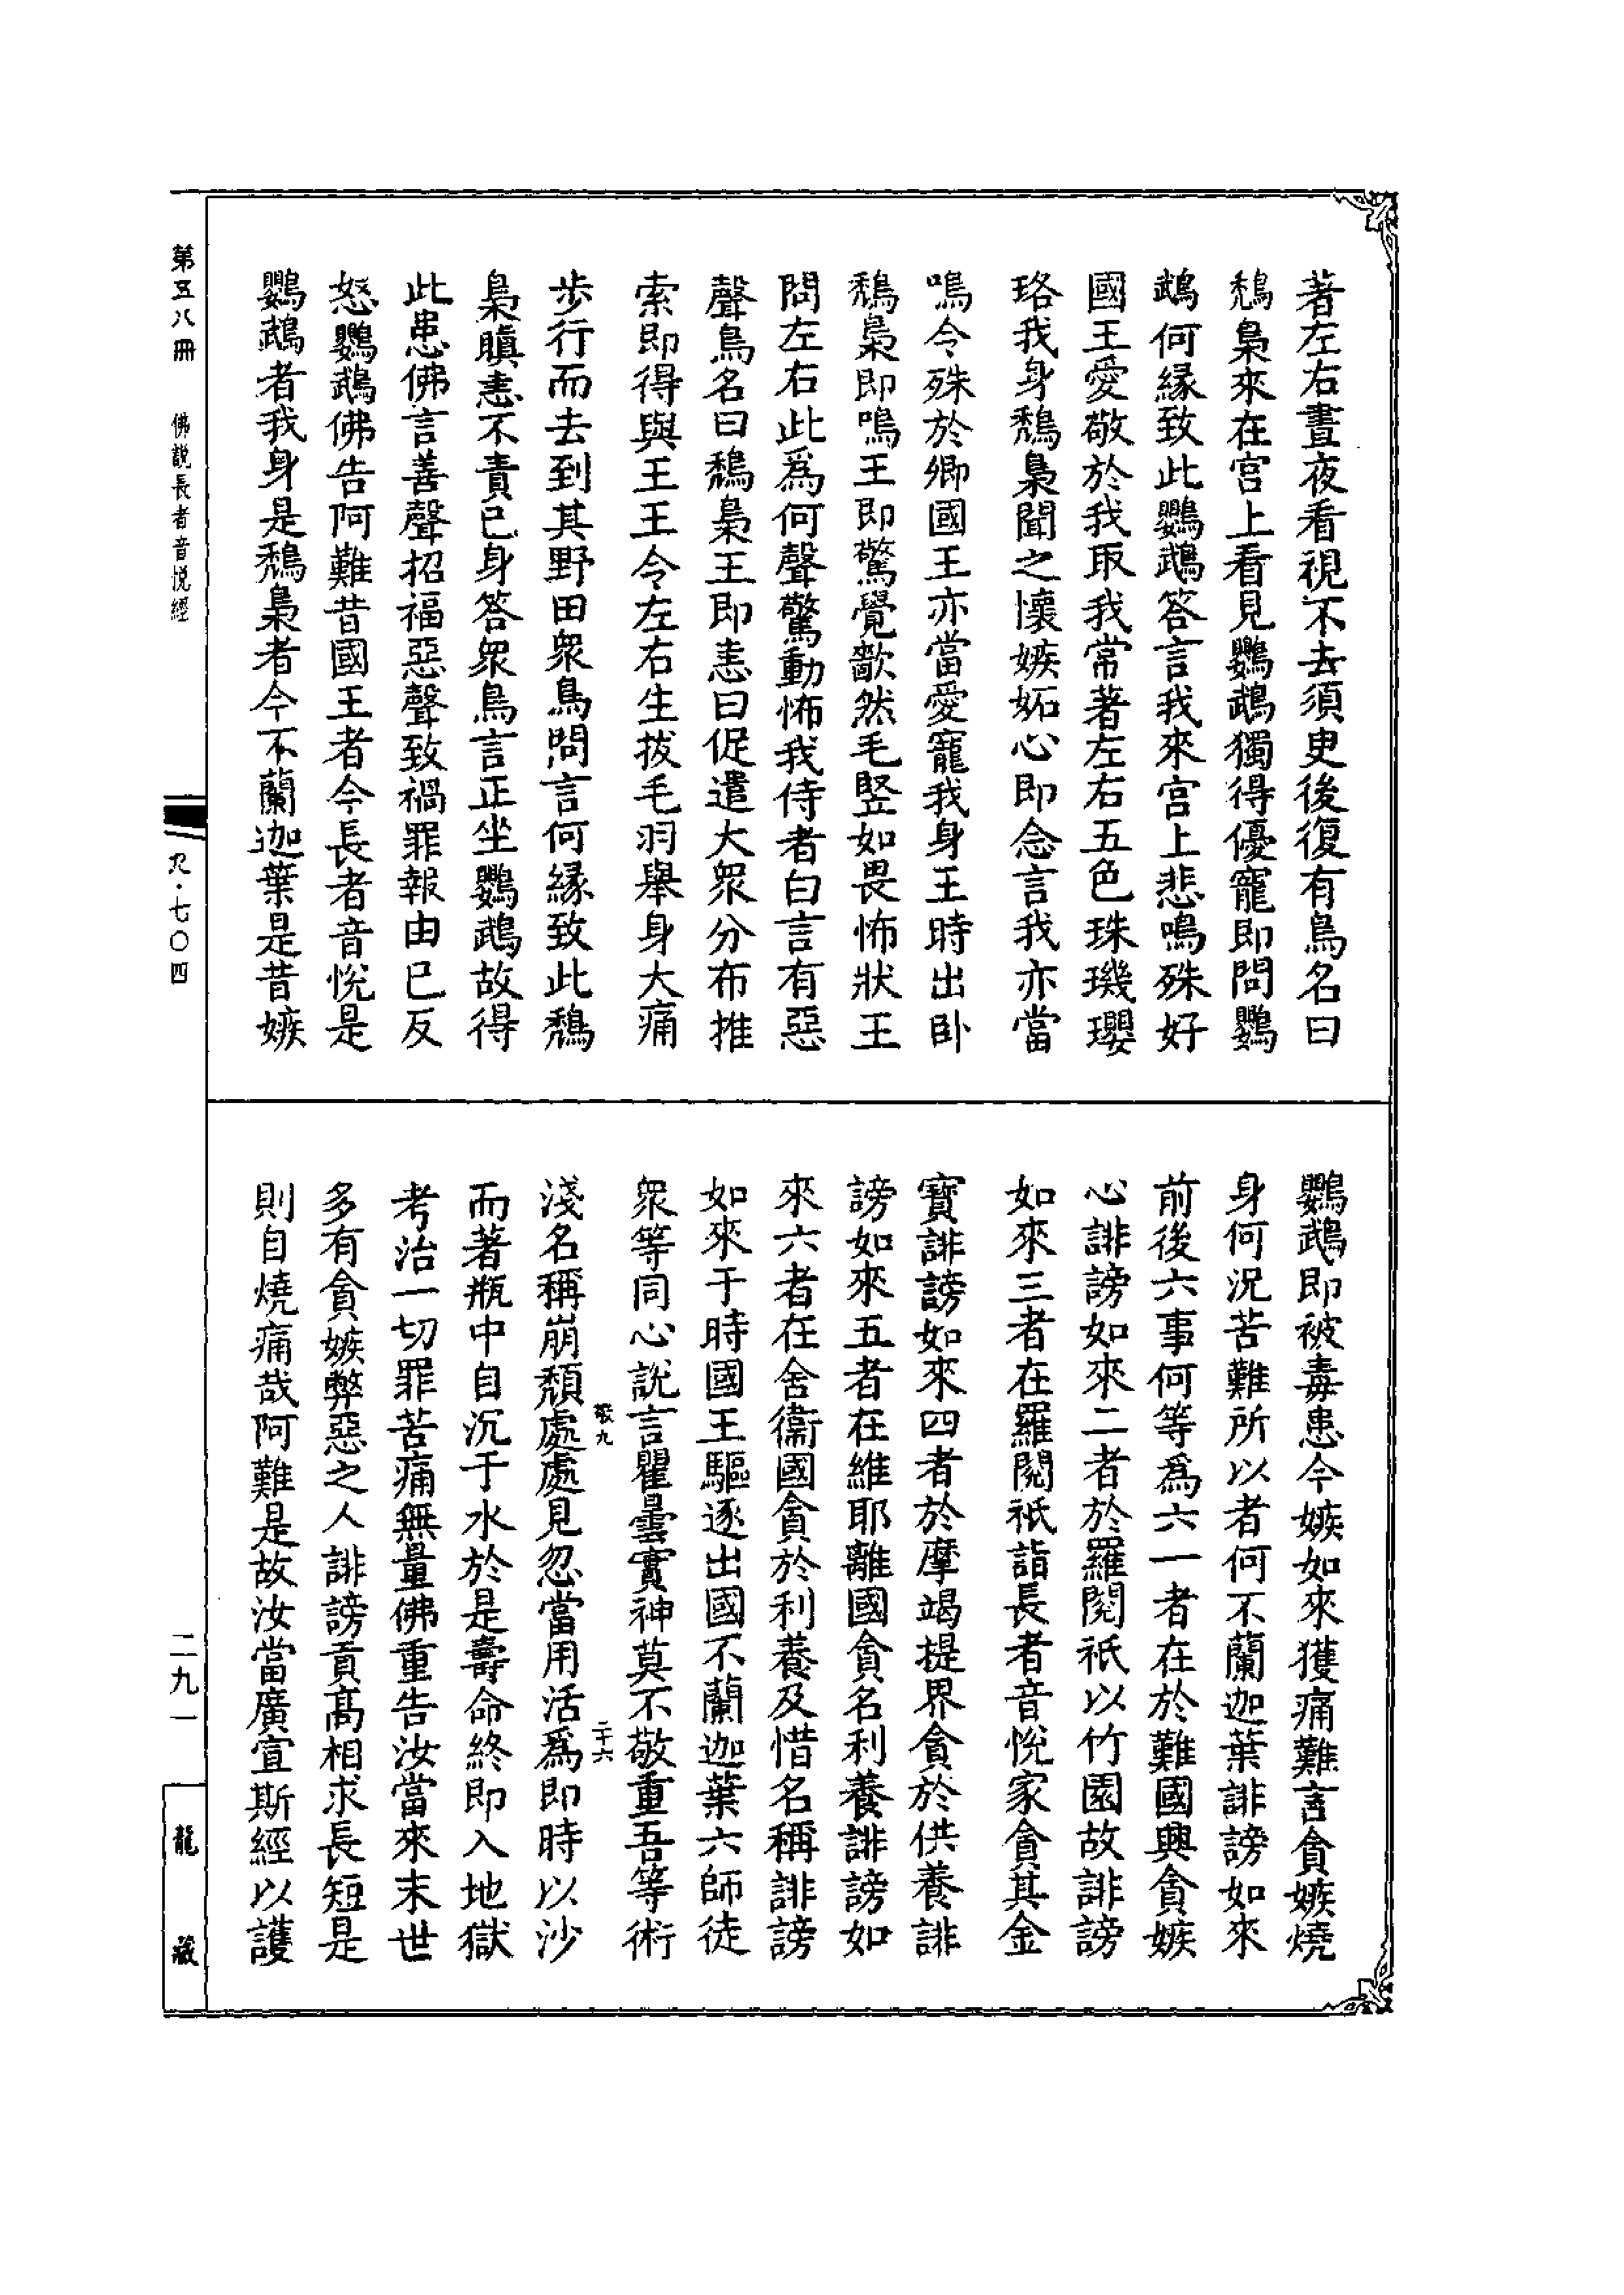 著左右晝夜看視不去須臾後復有鳥名曰
鵚梟來在宫上看見鸚鵡獨得優寵即問鸚
鵡何緣致此鸚鵡答言我來宫上悲鳴殊好
國王愛敬於我取我常著左右五色珠璣瓔
珞我身鵚梟聞之懷嫉妬心即念言我亦當
鳴令殊於卿國王亦當愛寵我身王時出卧
鵚梟即鳴王即驚覺歙然毛竪如畏怖狀王
問左右此爲何聲驚動怖我侍者白言有惡
聲鳥名曰鵚梟王即恚曰促遣大眾分布推
索即得與王王令左右生拔毛羽舉身大痛
步行而去到其野田眾鳥問言何緣致此鵚
梟瞋恚不責已身答眾鳥言正坐鸚鵡故得
此患佛言善聲招福惡聲致禍罪報由已反
怒鸚鵡佛告阿難昔國王者今長者音悅是
鸚鵡者我身是鵚梟者今不蘭迦葉是昔嫉
鸚鵡即被毒患今嫉如來獲痛難言貪嫉燒
身何況苦難所以者何不蘭迦葉誹謗如來
前後六事何等爲六一者在於難國興貪嫉
心誹謗如來二者於羅閱祇以竹園故誹謗
如來三者在羅閱祇詣長者音悅家貪其金
寶誹謗如來四者於摩竭提界貪於供養誹
謗如來五者在維耶離國貪名利養誹謗如
來六者在舍衞國貪於利養及惜名稱誹謗
如來于時國王驅逐出國不蘭迦葉六師徒
眾等同心說言瞿曇實神莫不敬重吾等術
敬九
二十六
淺名稱崩頹處處見忽當用活爲即時以沙
而著瓶中自沉于水於是壽命終即入地獄
考治一切罪苦痛無量佛重告汝當來末世
多有貪嫉弊惡之人誹謗貢高相求長短是
則自燒痛哉阿難是故汝當廣宣斯經以護
第五八冊
佛說長者音悅經
尺·七〇四
二九一
龍藏